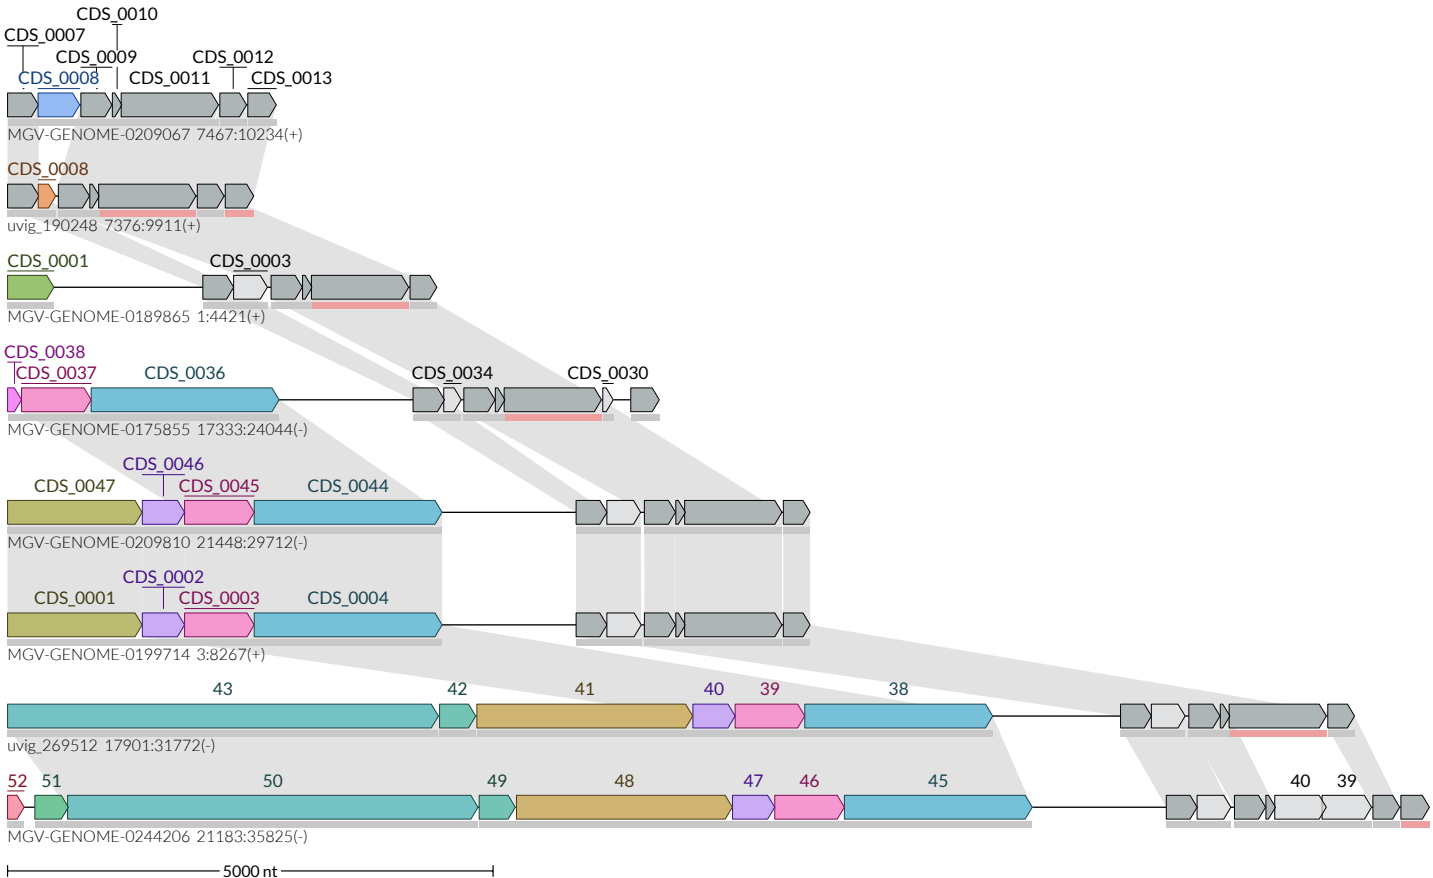 CDS_0010
CDS_0007
CDS_0009 CDS_0012
CDS_0008 CDS_0011 CDS_0013
MGV-GENOME-0209067 7467:10234(+)
CDS_0008
uvig_190248 7376:9911(+)
CDS_0001 CDS_0003
MGV-GENOME-0189865 1:4421(+)
CDS_0038
CDS_0037 CDS_0036 CDS_0034 CDS_0030
MGV-GENOME-0175855 17333:24044(-)
CDS_0046
CDS_0047 CDS_0045 CDS_0044
MGV-GENOME-0209810 21448:29712(-)
CDS_0002
CDS_0001 CDS_0003 CDS_0004
MGV-GENOME-0199714 3:8267(+)
43 42 41 40 39 38
uvig_269512 17901:31772(-)
52 51 50 49 48 47 46 45 40 39
MGV-GENOME-0244206 21183:35825(-)
5000 nt